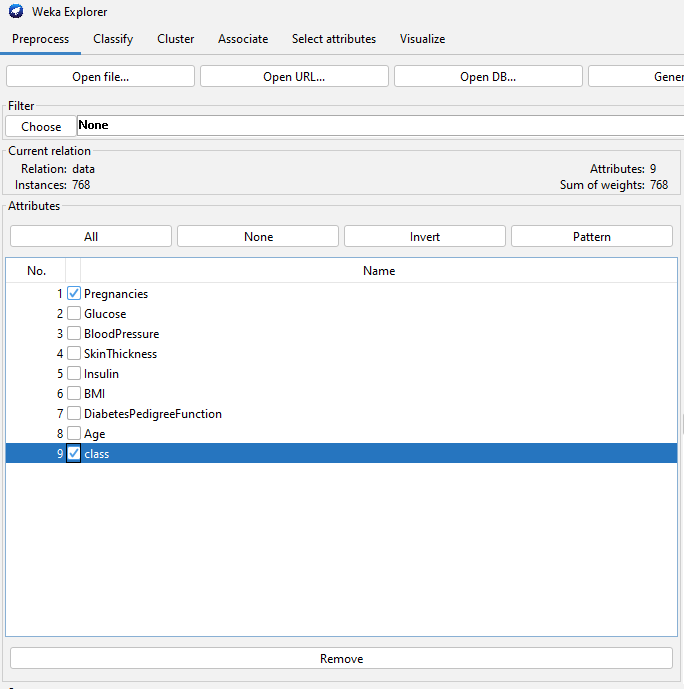 Weka Explorer
Preprocess Classify Cluster Associate Select attributes Visualize
Open file... Open URL... Open DB... Gener
Filter
Choose None
Current relation
Relation: data Attributes: 9
Instances: 768 Sum of weights: 768
Attributes
All None Invert Pattern
No. Name
1 Pregnancies
2 Glucose
3 BloodPressure
4 SkinThickness
5 Insulin
6 BMI
7 DiabetesPedigreeFunction
8 Age
9 class
Remove